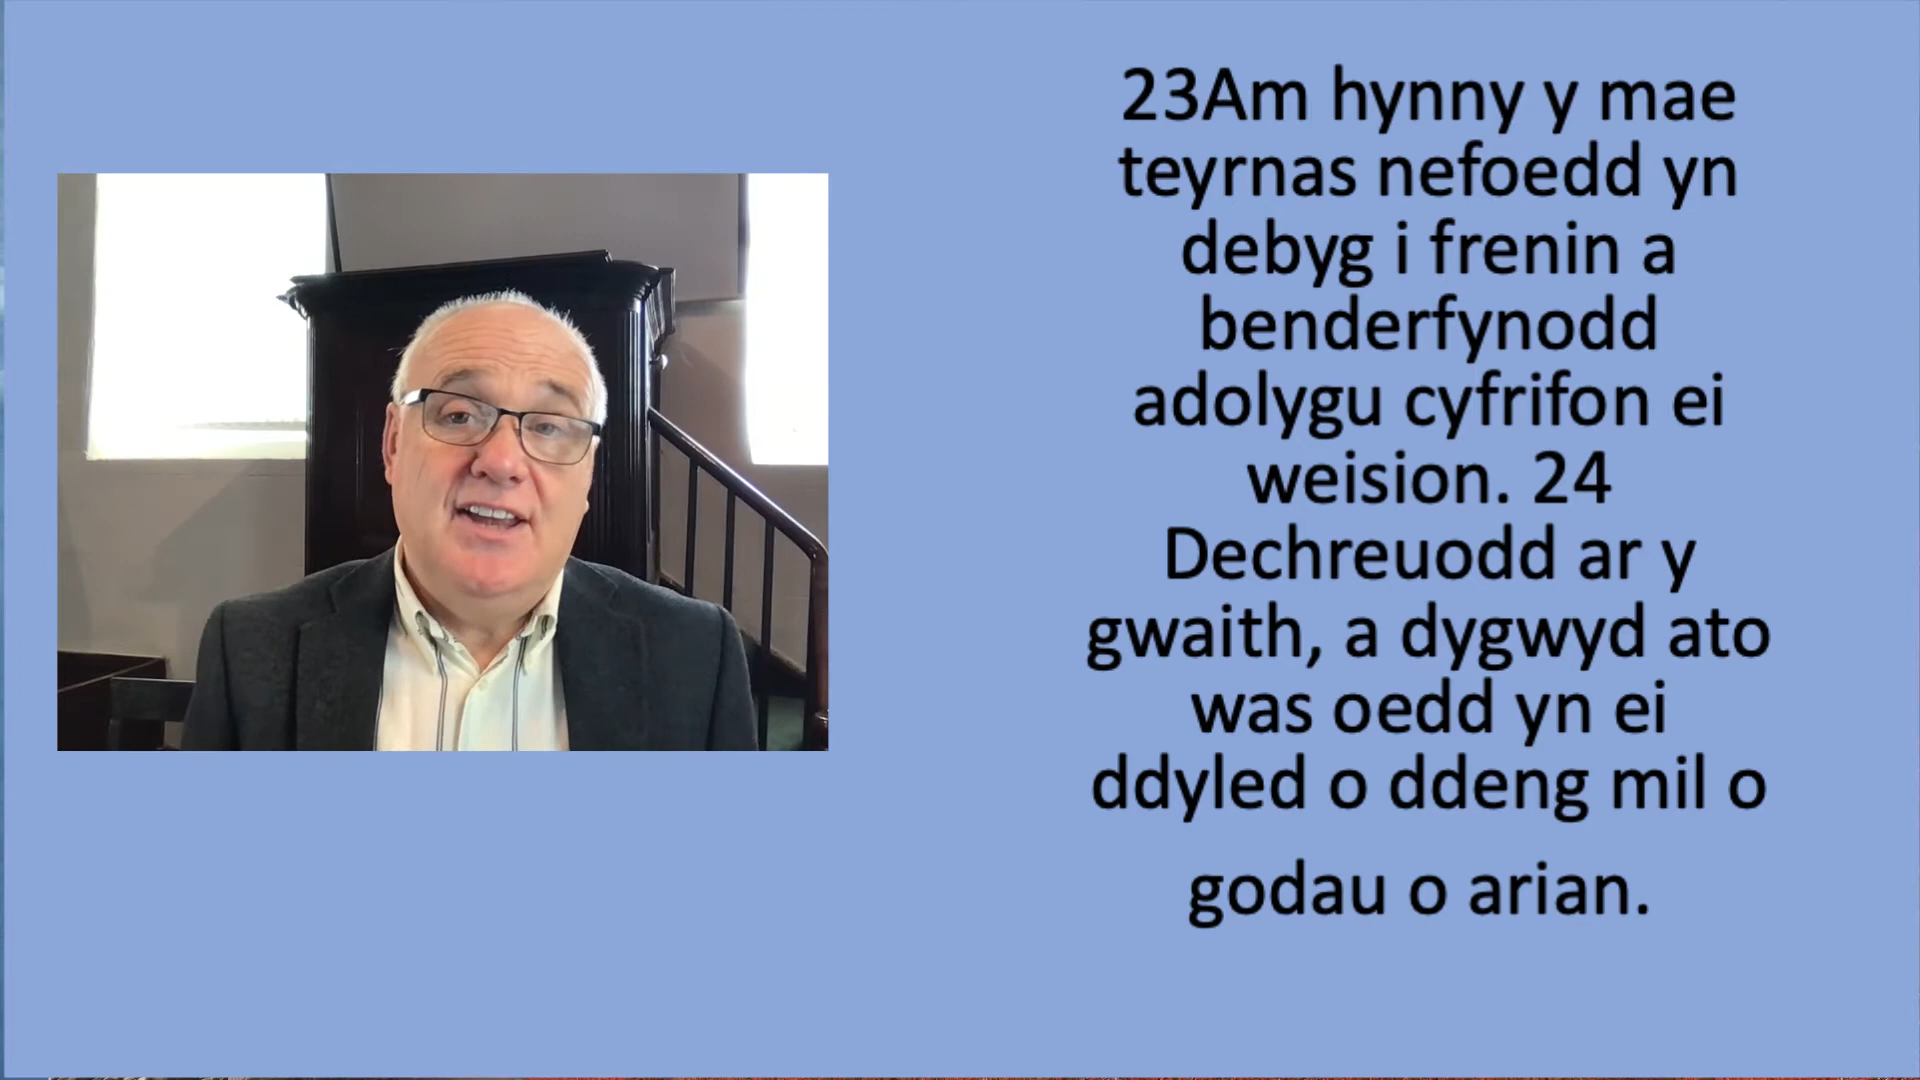 23Am hynny y mae
teyrnas nefoedd yn
debyg i frenin a
benderfynodd
adolygu cyfrifon ei
weision. 24
Dechreuodd ar y
gwaith, a dygwyd ato
was oedd yn ei
ddyled o ddeng mil o
godau o arian.